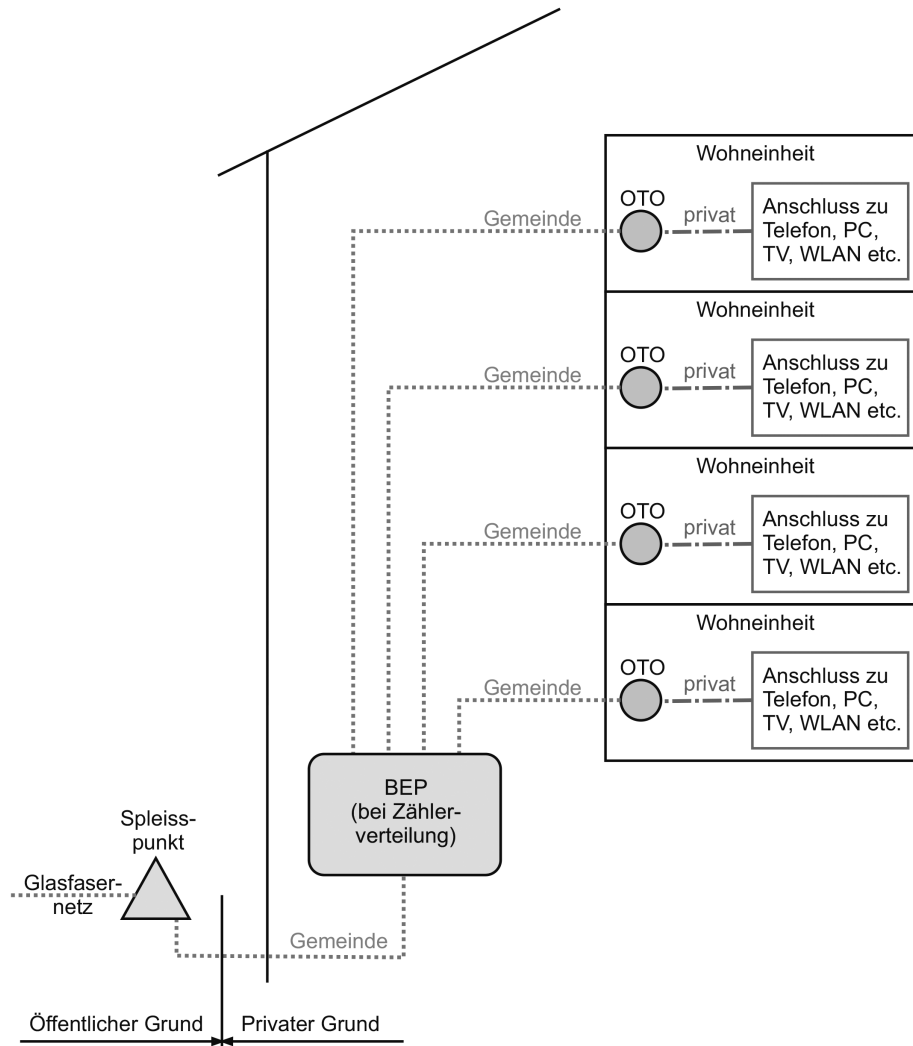 Wohneinheit
OTO
Gemeinde
privat
Anschluss zu
Telefon, PC,
TV, WLAN etc.
Wohneinheit
OTO
Gemeinde
privat
Anschluss zu
Telefon, PC,
TV, WLAN etc.
Wohneinheit
OTO
Gemeinde
privat
Anschluss zu
Telefon, PC,
TV, WLAN etc.
Wohneinheit
OTO
Gemeinde
privat
Anschluss zu
Telefon, PC,
TV, WLAN etc.
BEP
(bei Zähler-
verteilung)
Spleiss-
punkt
Glasfaser-
netz
Gemeinde
Öffentlicher Grund
Privater Grund